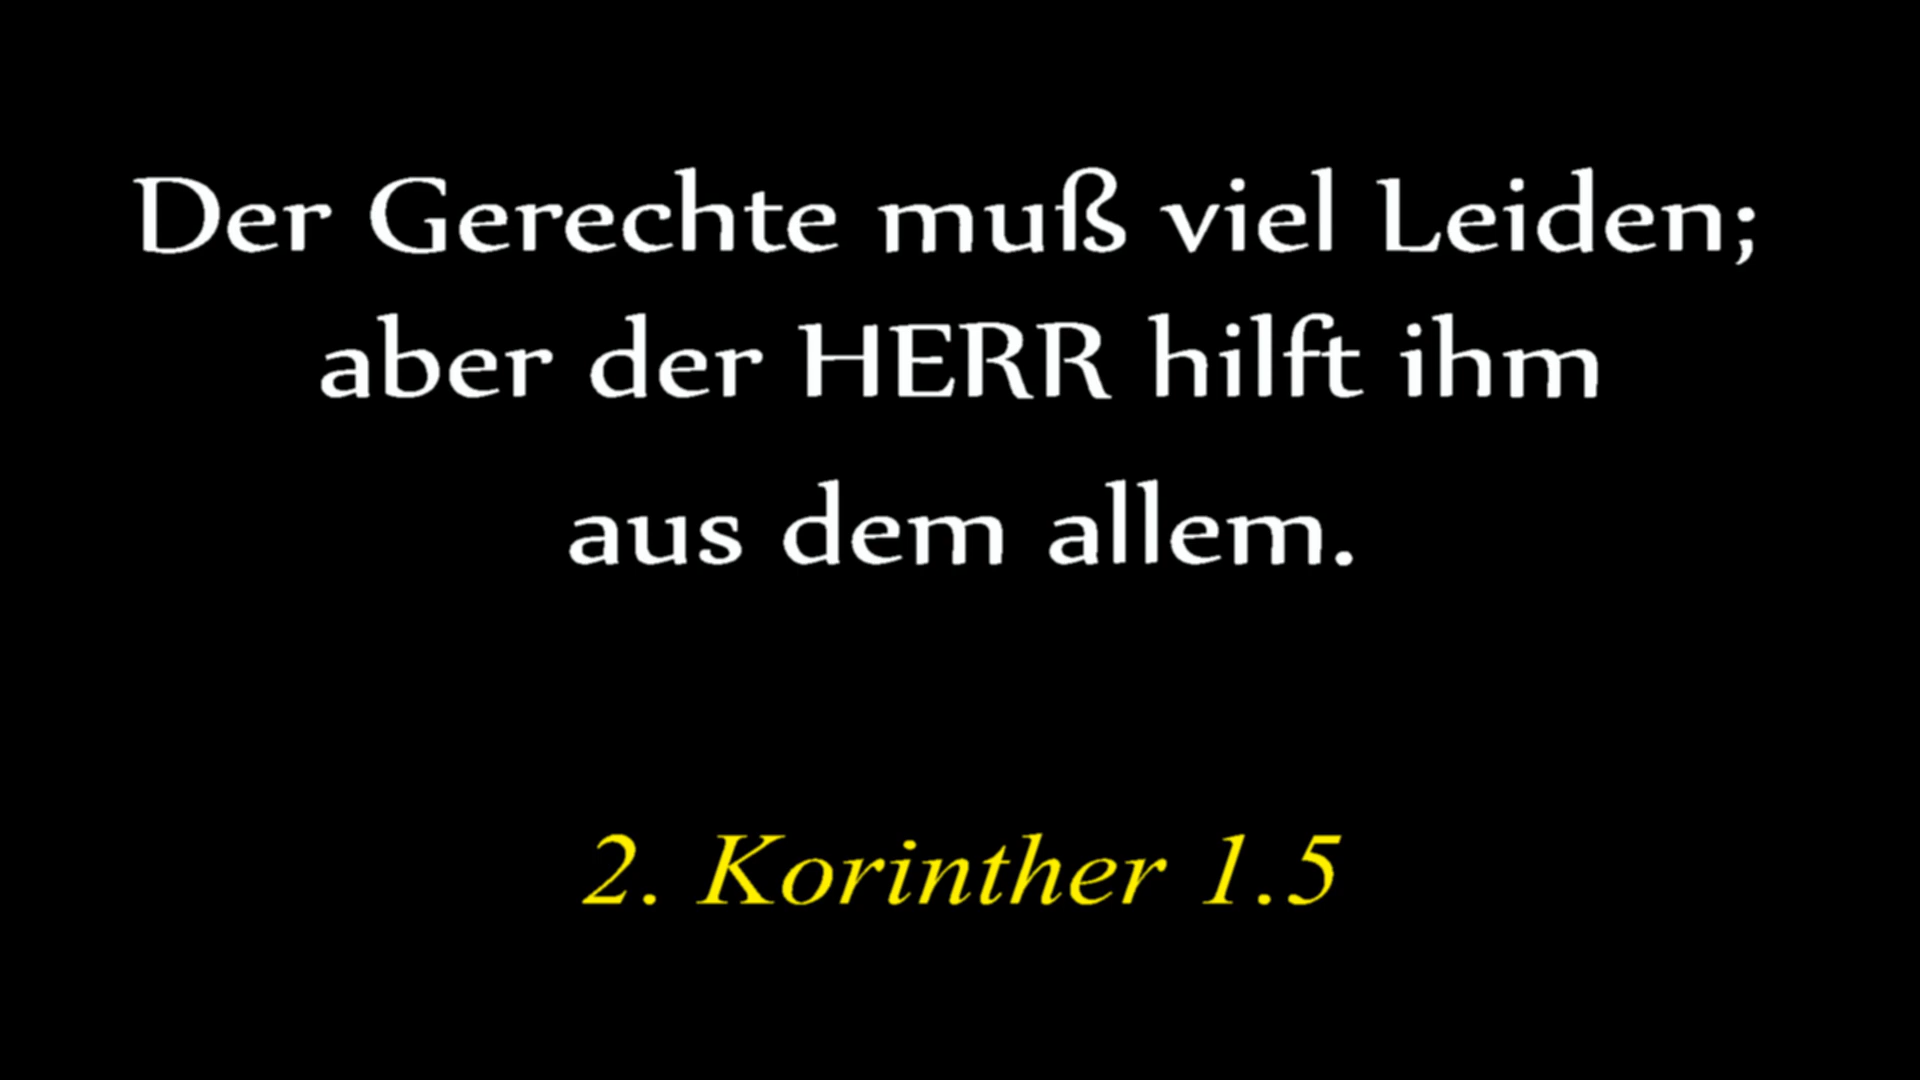 Der Gerechte muß viel Leiden;
aber der HERR hilft ihm
aus dem allem.
2. Korinther 1.5